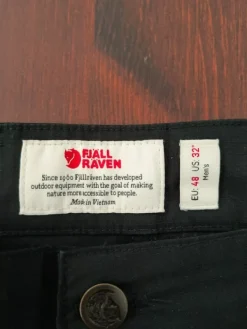 FJÄLL
RÄVEN
Since 1960 Fjällräven has developed
outdoor equipment with the goal of making
nature more accessible to people.
Made in Vietnam
EU: 48 US: 32"
Men's